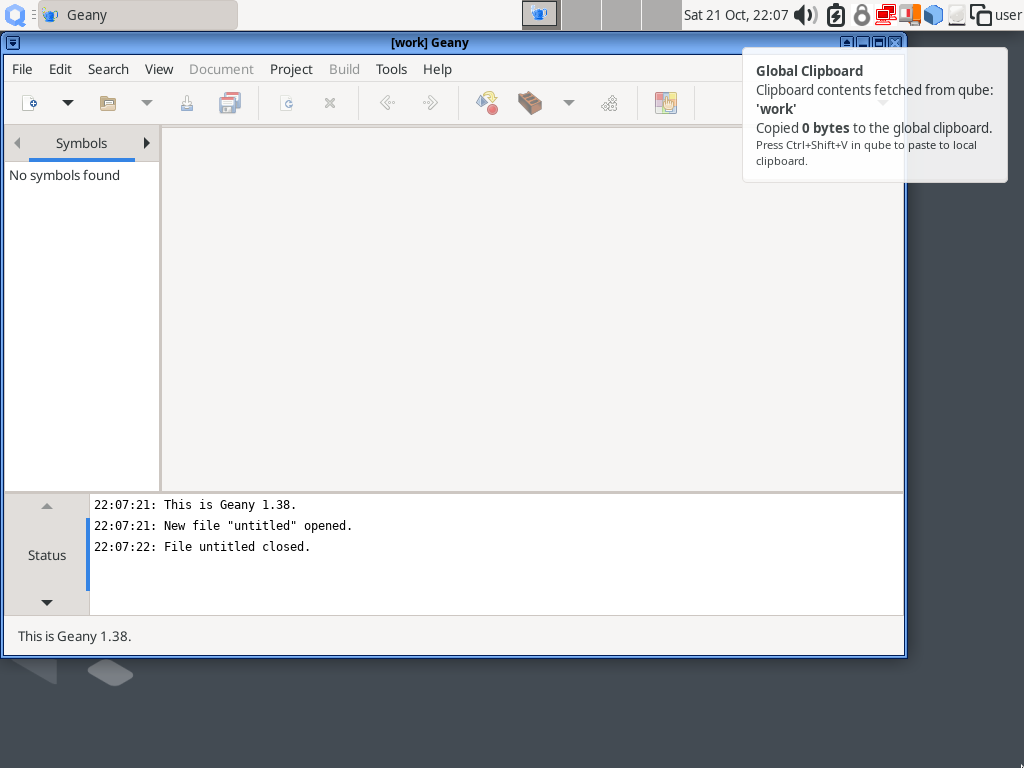 Geany
Sat 21 Oct, 22:07
user
[work] Geany
File Edit Search View Document Project Build Tools Help
Global Clipboard
Clipboard contents fetched from qube:
'work'
Copied 0 bytes to the global clipboard.
Press Ctrl+Shift+V in qube to paste to local
clipboard.
Symbols
No symbols found
22:07:21: This is Geany 1.38.
22:07:21: New file "untitled" opened.
22:07:22: File untitled closed.
Status
This is Geany 1.38.